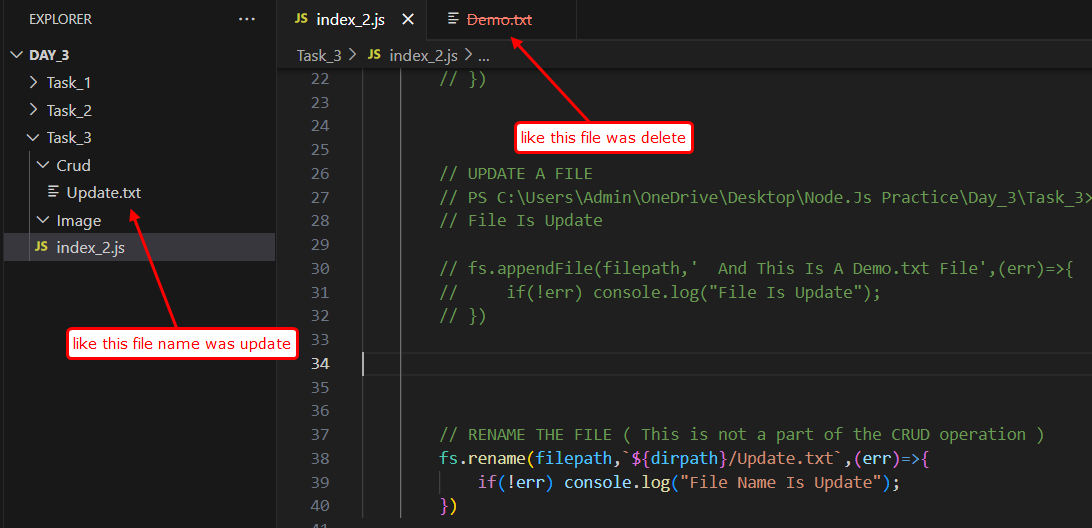 EXPLORER ...
DAY_3
Task_1
Task_2
Task_3
Crud
Update.txt
Image
JS index_2.js
JS index_2.js
Demo.txt
Task_3 > JS index_2.js > ...
22 // })
23
24
25
26 // UPDATE A FILE
27 // PS C:\Users\Admin\OneDrive\Desktop\Node.Js Practice\Day_3\Task_3>
28 // File Is Update
29
30 // fs.appendFile(filepath,'  And This Is A Demo.txt File',(err)=>{
31 //     if(!err) console.log("File Is Update");
32 // })
33
34
35
36
37 // RENAME THE FILE ( This is not a part of the CRUD operation )
38 fs.rename(filepath,`${dirpath}/Update.txt`,(err)=>{
39     if(!err) console.log("File Name Is Update");
40 })
41
like this file was delete
like this file name was update